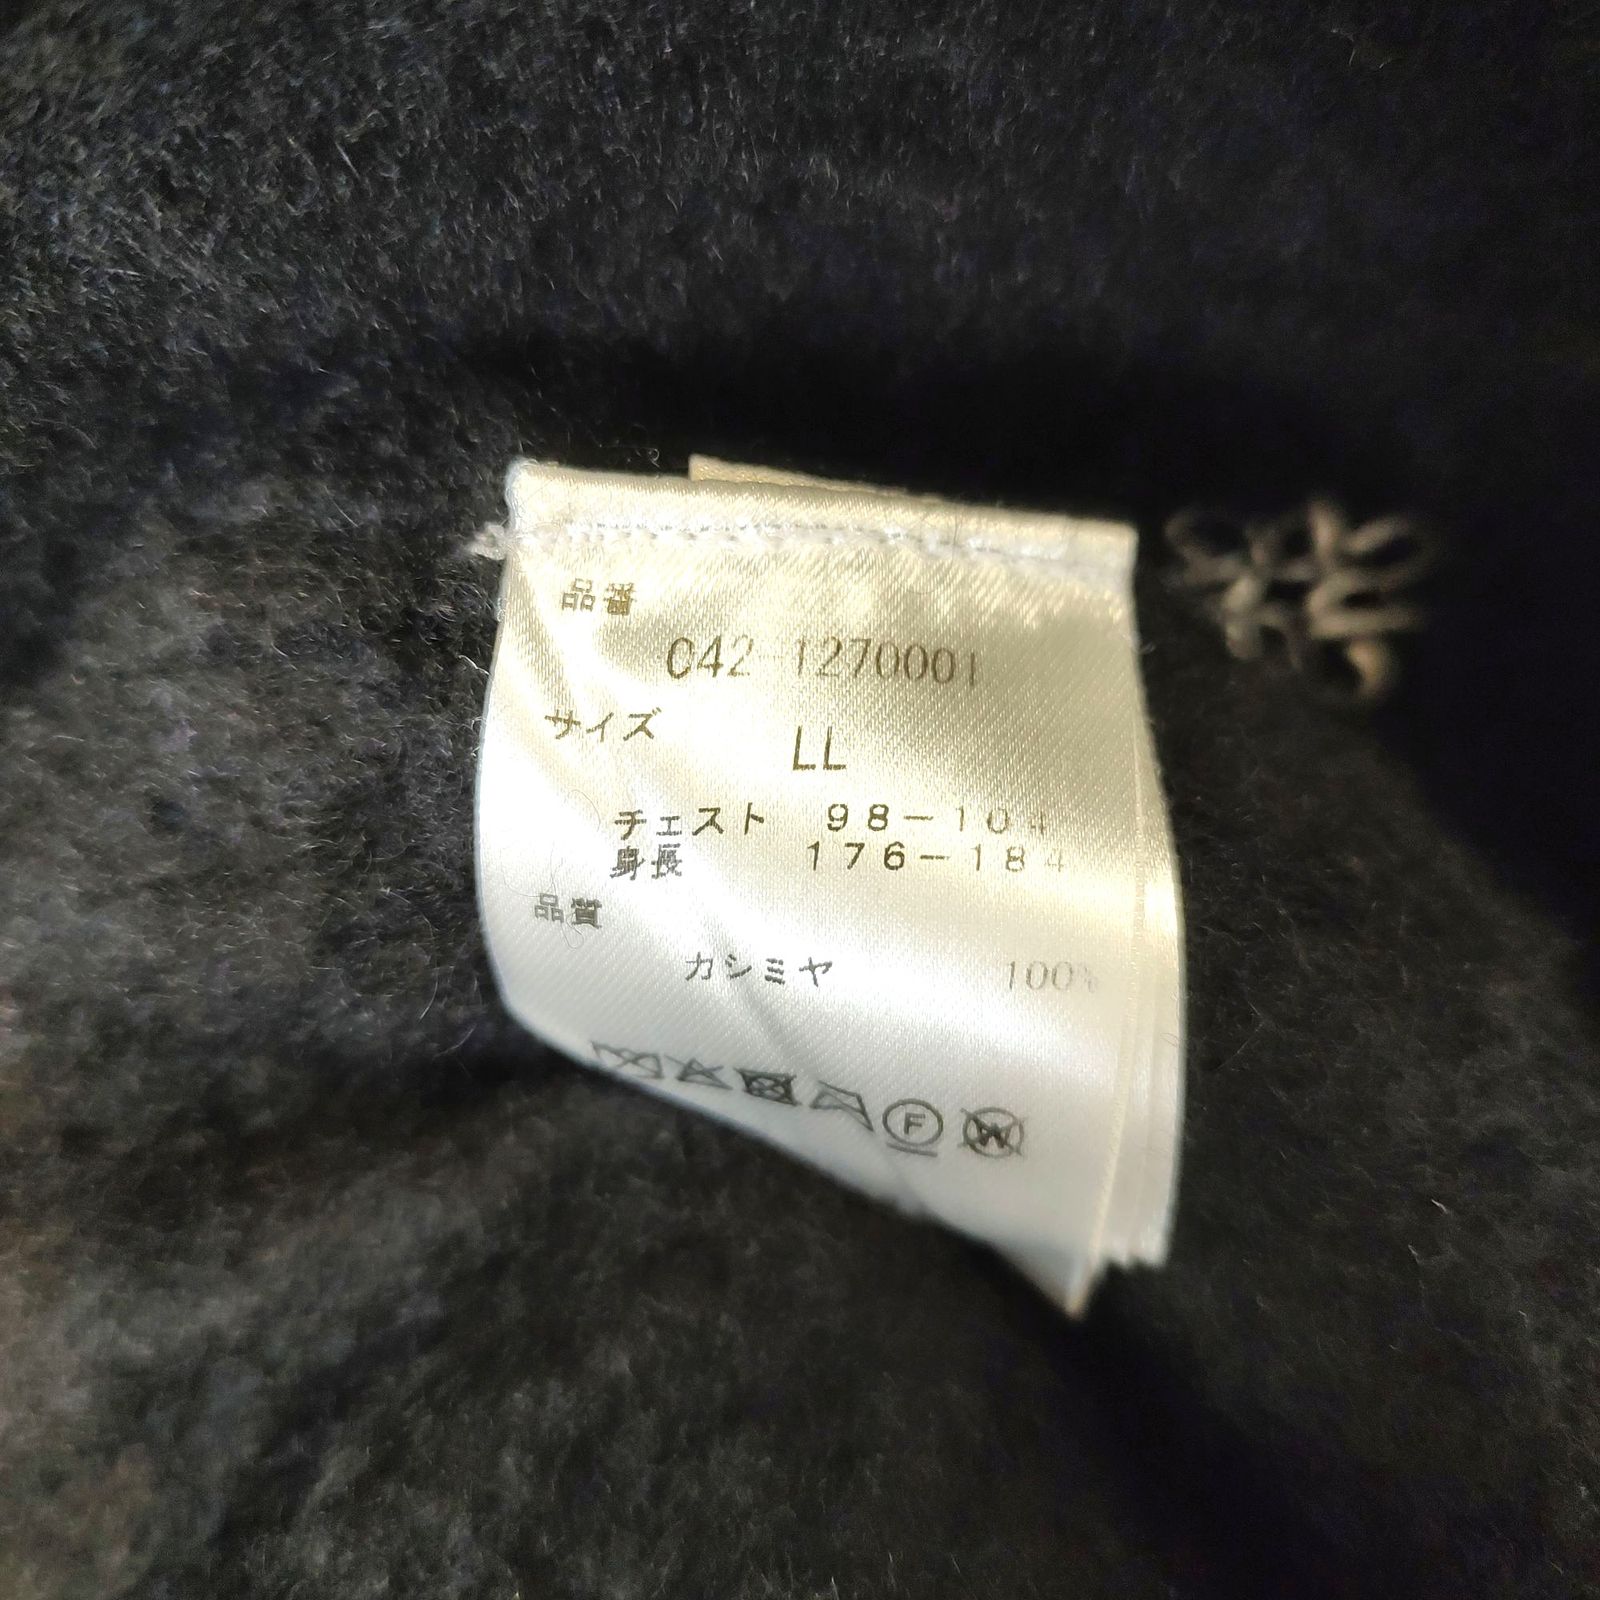 品番
C42-1270001
サイズ
LL
チェスト 98-104
身長 176-184
品質
カシミヤ 100%
F
W